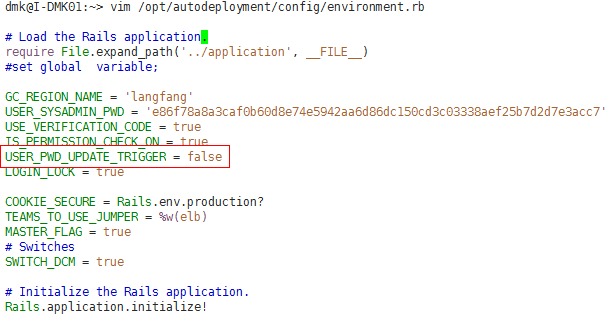 dmk@I-DMK01:~> vim /opt/autodeployment/config/environment.rb
# Load the Rails application.
require File.expand_path('../application', __FILE__)
#set global  variable;
GC_REGION_NAME = 'langfang'
USER_SYSADMIN_PWD = 'e86f78a8a3caf0b60d8e74e5942aa6d86dc150cd3c03338aef25b7d2d7e3acc7'
USE_VERIFICATION_CODE = true
IS_PERMISSION_CHECK_ON = true
USER_PWD_UPDATE_TRIGGER = false
LOGIN_LOCK = true
COOKIE_SECURE = Rails.env.production?
TEAMS_TO_USE_JUMPER = %w(elb)
MASTER_FLAG = true
# Switches
SWITCH_DCM = true
# Initialize the Rails application.
Rails.application.initialize!